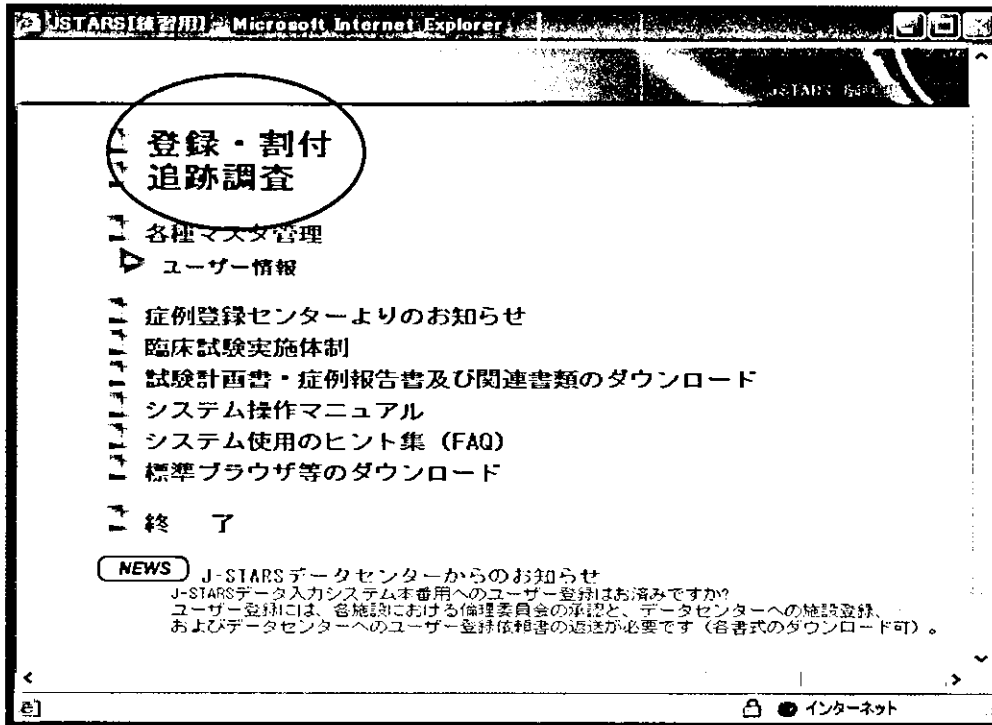 JSTARS[練習用] - Microsoft Internet Explorer
登録・割付
追跡調査
各種マスタ管理
ユーザー情報
症例登録センターよりのお知らせ
臨床試験実施体制
試験計画書・症例報告書及び関連書類のダウンロード
システム操作マニュアル
システム使用のヒント集 (FAQ)
標準ブラウザ等のダウンロード
終 了
NEWS J-STARSデータセンターからのお知らせ
J-STARSデータ入力システム本番用へのユーザー登録はお済みですか?
ユーザー登録には、各施設における倫理委員会の承認と、データセンターへの施設登録、
およびデータセンターへのユーザー登録依頼書の返送が必要です（各書式のダウンロード可）。
インターネット